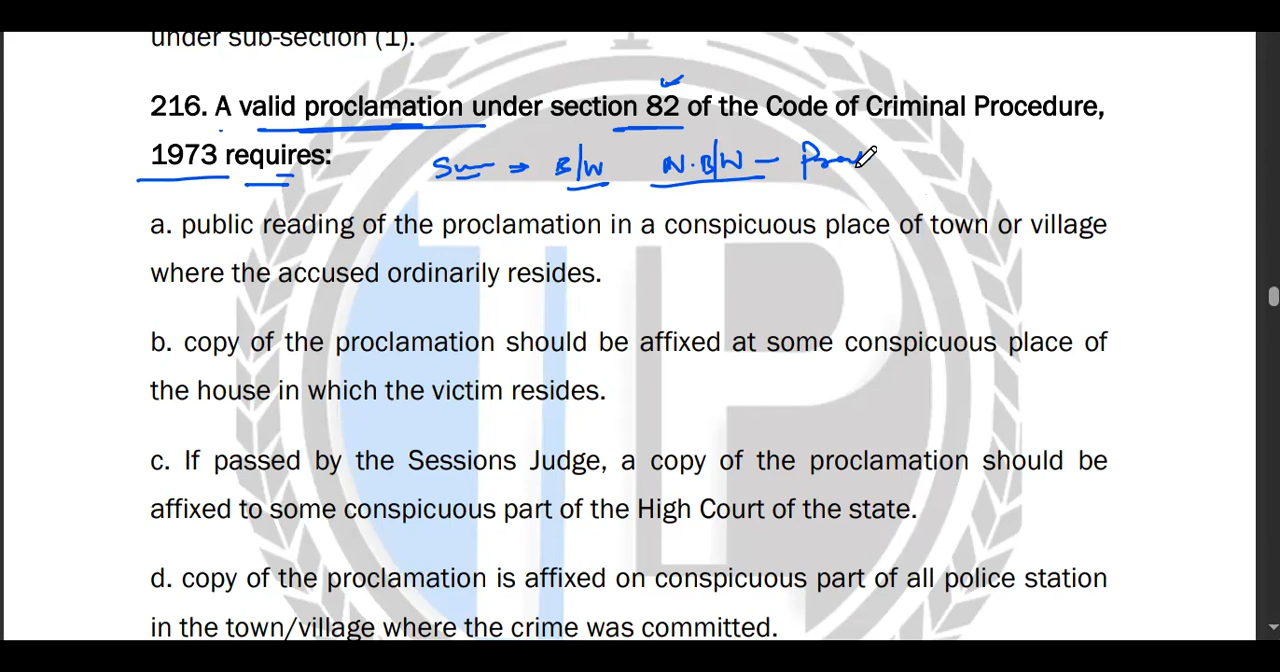 under sub-section (1).
216. A valid proclamation under section 82 of the Code of Criminal Procedure,
1973 requires:
B/W N.B/W –
a. public reading of the proclamation in a conspicuous place of town or village
where the accused ordinarily resides.
b. copy of the proclamation should be affixed at some conspicuous place of
the house in which the victim resides.
c. If passed by the Sessions Judge, a copy of the proclamation should be
affixed to some conspicuous part of the High Court of the state.
d. copy of the proclamation is affixed on conspicuous part of all police station
in the town/village where the crime was committed.